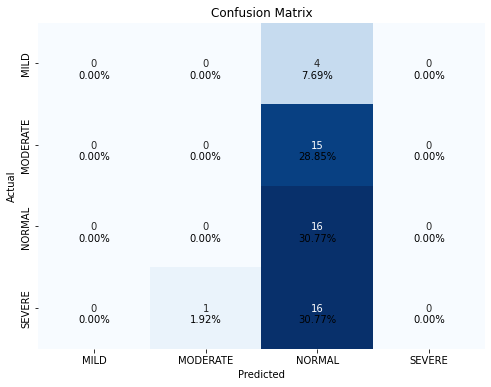 Confusion Matrix
Actual
MILD
0
0
4
0
0.00%
0.00%
7.69%
0.00%
MODERATE
0
0
15
0
0.00%
0.00%
28.85%
0.00%
NORMAL
0
0
16
0
0.00%
0.00%
30.77%
0.00%
SEVERE
0
1
16
0
0.00%
1.92%
30.77%
0.00%
MILD
MODERATE
NORMAL
SEVERE
Predicted